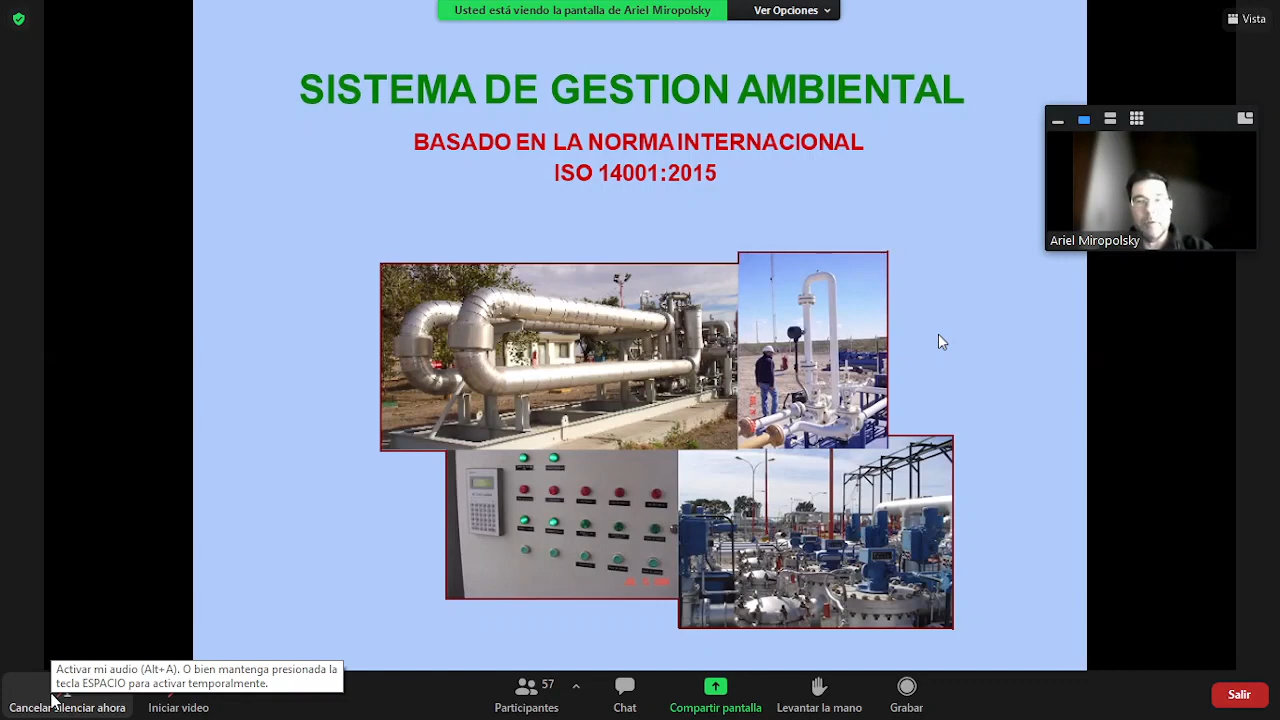 Usted está viendo la pantalla de Ariel Miropolsky
Ver Opciones
Vista
SISTEMA DE GESTION AMBIENTAL
BASADO EN LA NORMA INTERNACIONAL
ISO 14001:2015
Ariel Miropolsky
Activar mi audio (Alt+A). O bien mantenga presionada la
tecla ESPACIO para activar temporalmente.
Cancelar silenciar ahora
Iniciar video
57
Participantes
Chat
Compartir pantalla
Levantar la mano
Grabar
Salir